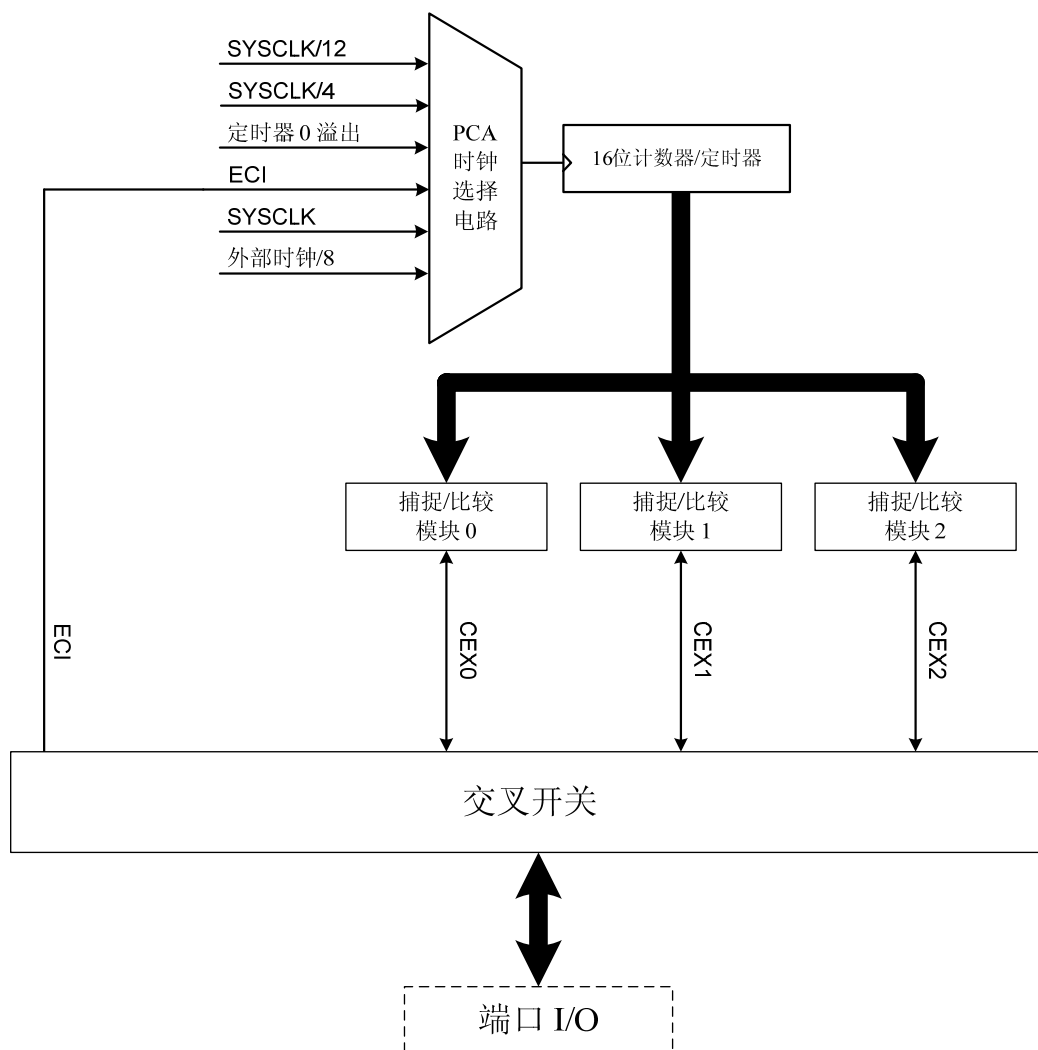 SYSCLK/12
SYSCLK/4
定时器 0 溢出
ECI
SYSCLK
外部时钟/8
PCA
时钟
选择
电路
16位计数器/定时器
捕捉/比较
模块 0
捕捉/比较
模块 1
捕捉/比较
模块 2
ECI
CEX0
CEX1
CEX2
交叉开关
端口 I/O